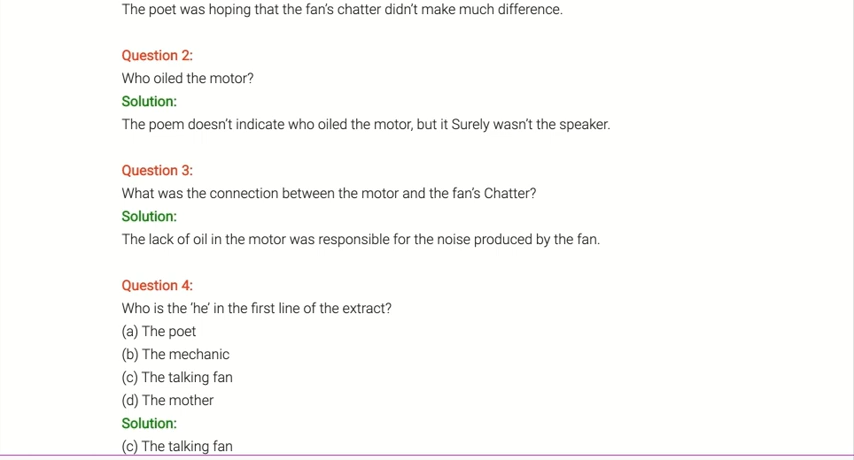 The poet was hoping that the fan's chatter didn't make much difference.
Question 2:
Who oiled the motor?
Solution:
The poem doesn't indicate who oiled the motor, but it Surely wasn't the speaker.
Question 3:
What was the connection between the motor and the fan's Chatter?
Solution:
The lack of oil in the motor was responsible for the noise produced by the fan.
Question 4:
Who is the 'he' in the first line of the extract?
(a) The poet
(b) The mechanic
(c) The talking fan
(d) The mother
Solution:
(c) The talking fan